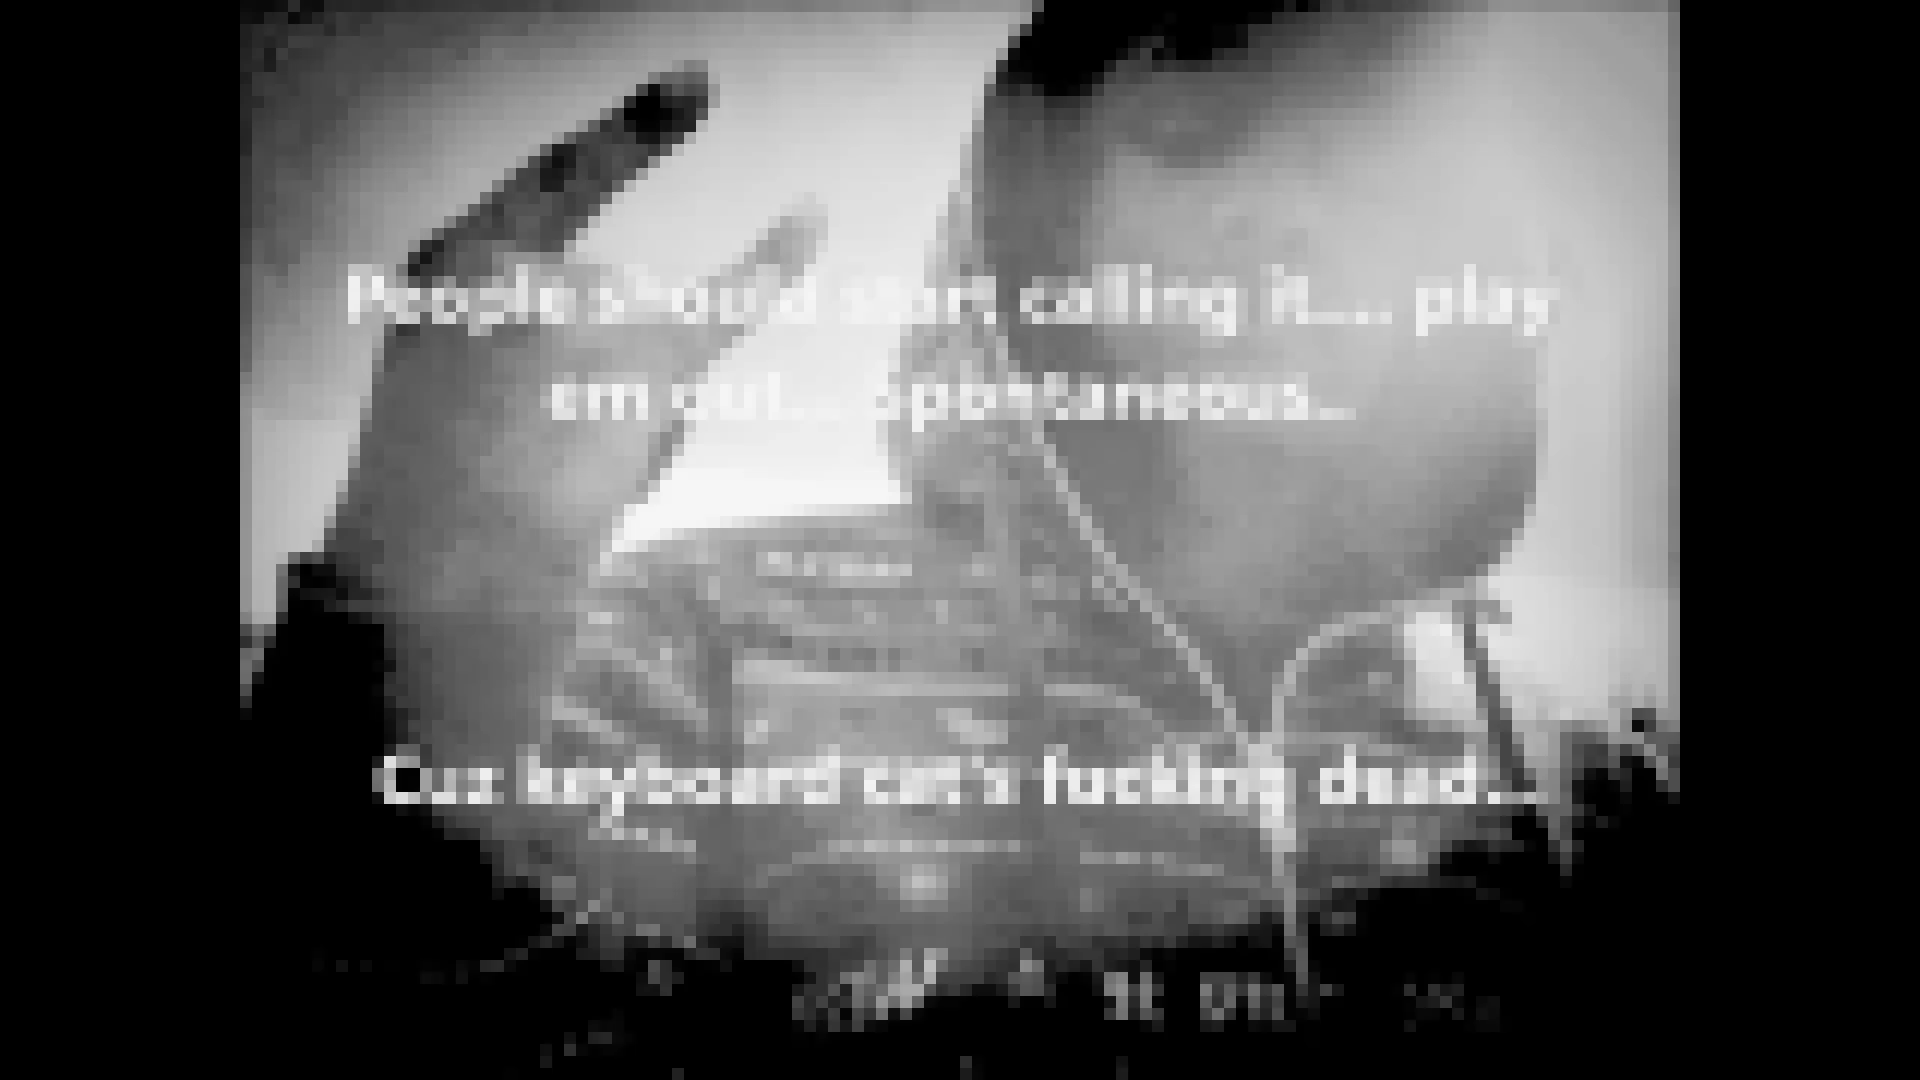 People should start calling it.... play
em out... Spontaneous...
Cuz keyboard cat's fucking dead....